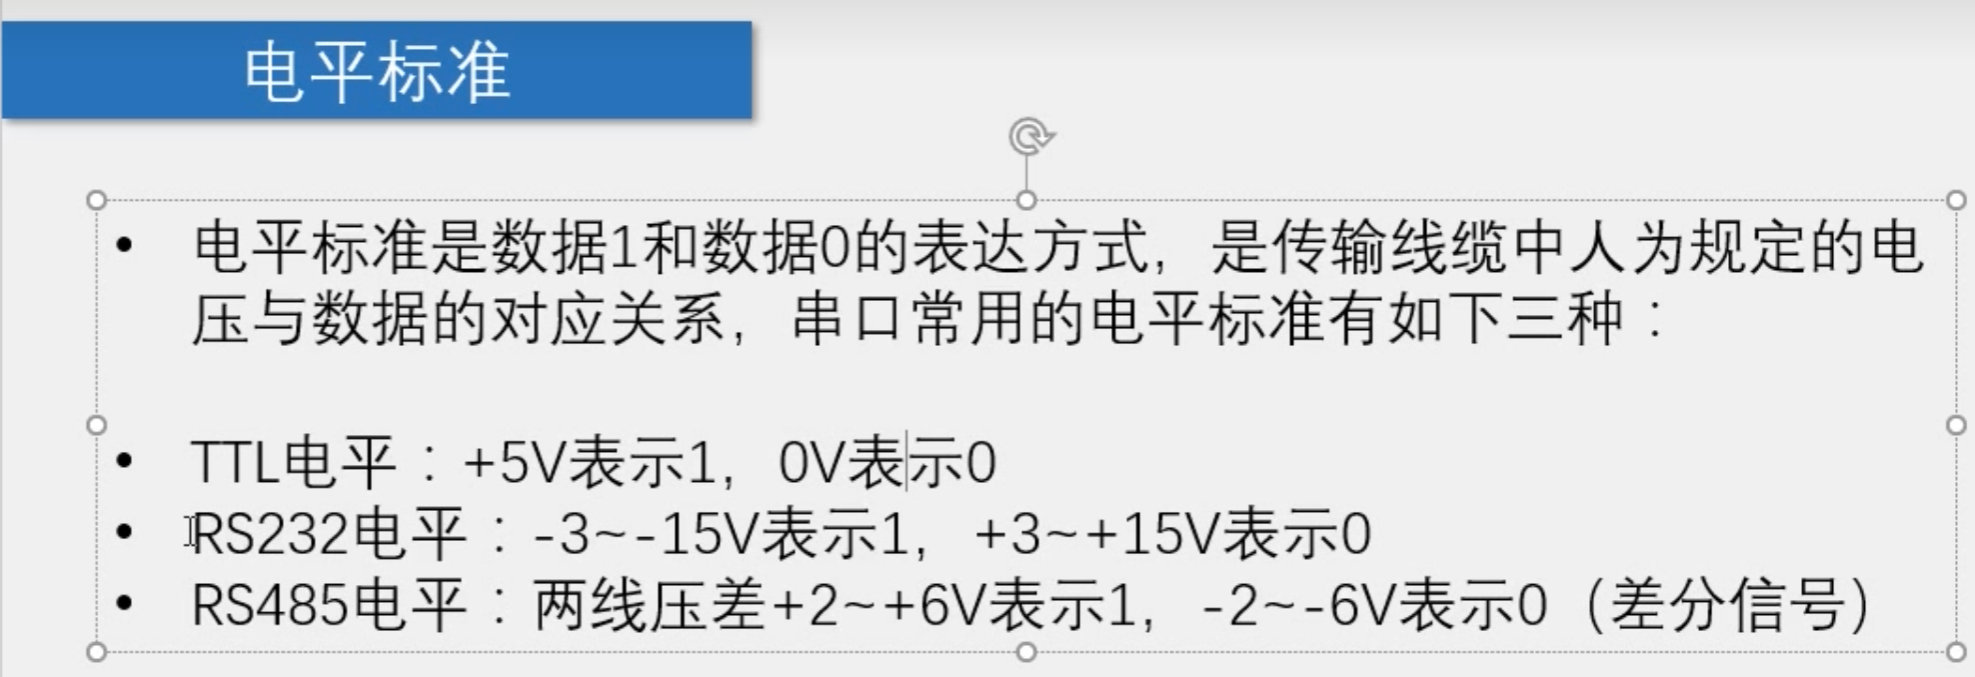 电平标准
• 电平标准是数据1和数据0的表达方式，是传输线缆中人为规定的电
压与数据的对应关系，串口常用的电平标准有如下三种：
• TTL电平：+5V表示1，0V表示0
• RS232电平：-3~-15V表示1，+3~+15V表示0
• RS485电平：两线压差+2~+6V表示1，-2~-6V表示0（差分信号）